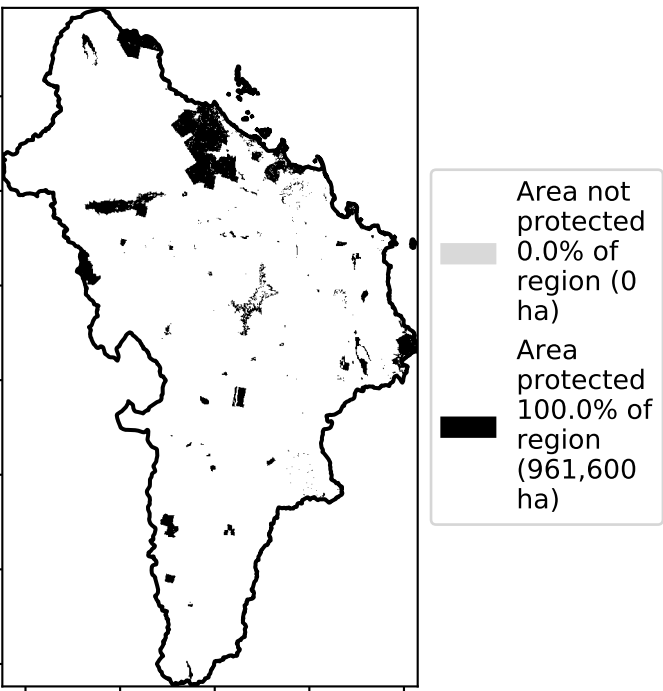 Area not
protected
0.0% of
region (0
ha)
Area
protected
100.0% of
region
(961,600
ha)